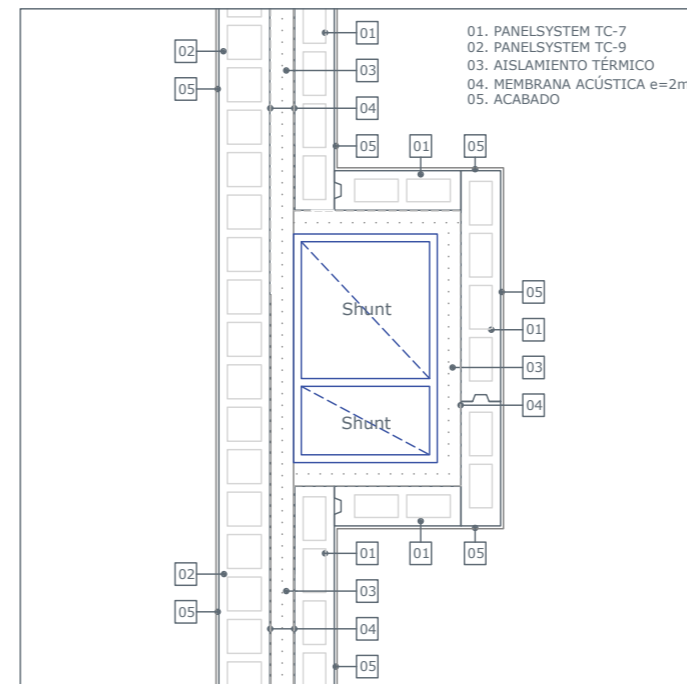 01. PANELSYSTEM TC-7
02. PANELSYSTEM TC-9
03. AISLAMIENTO TÉRMICO
04. MEMBRANA ACÚSTICA e=2m
05. ACABADO
01
02
03
05
04
05
01
05
05
Shunt
01
03
04
Shunt
01
01
05
02
03
05
04
05